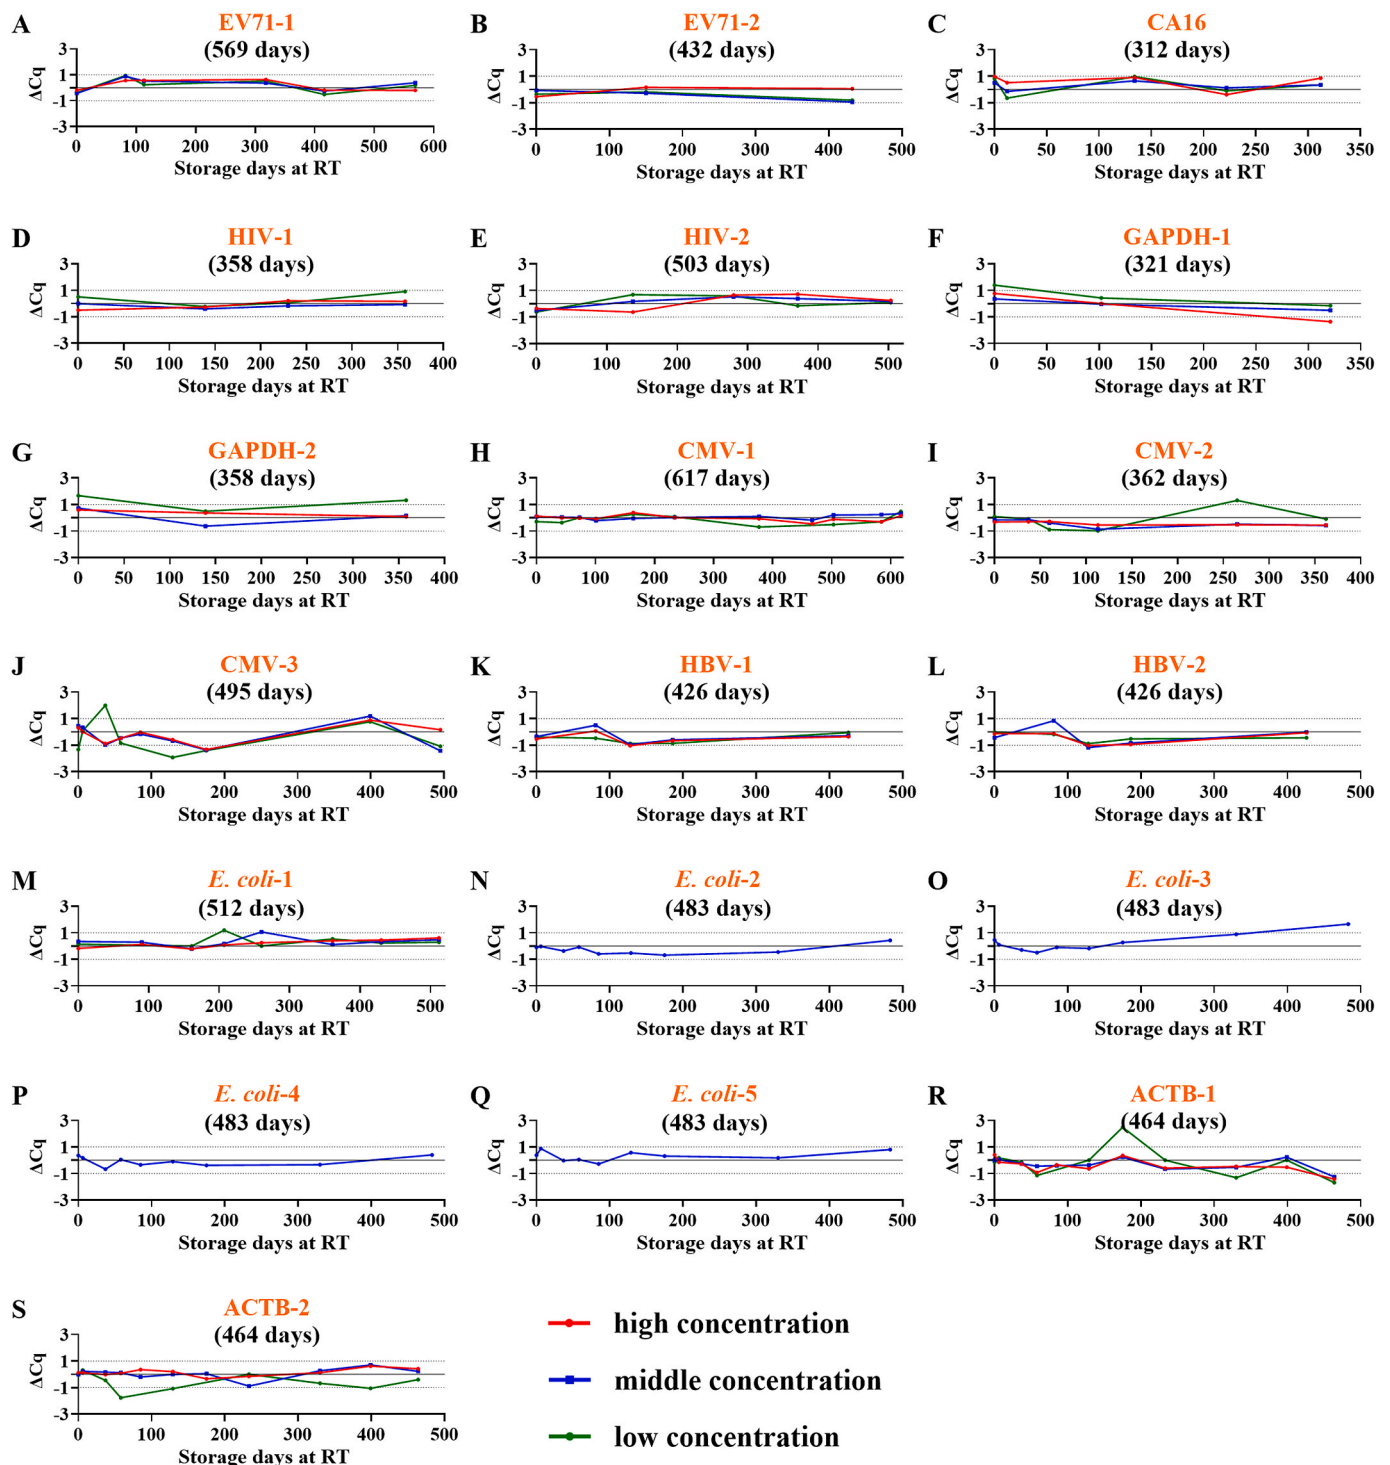 A
EV71-1
(569 days)
3
1
-1
-3
ΔCq
0 100 200 300 400 500 600
Storage days at RT
B
EV71-2
(432 days)
3
1
-1
-3
ΔCq
0 100 200 300 400 500
Storage days at RT
C
CA16
(312 days)
3
1
-1
-3
ΔCq
0 50 100 150 200 250 300 350
Storage days at RT
D
HIV-1
(358 days)
3
1
-1
-3
ΔCq
0 50 100 150 200 250 300 350 400
Storage days at RT
E
HIV-2
(503 days)
3
1
-1
-3
ΔCq
0 100 200 300 400 500
Storage days at RT
F
GAPDH-1
(321 days)
3
1
-1
-3
ΔCq
0 50 100 150 200 250 300 350
Storage days at RT
G
GAPDH-2
(358 days)
3
1
-1
-3
ΔCq
0 50 100 150 200 250 300 350 400
Storage days at RT
H
CMV-1
(617 days)
3
1
-1
-3
ΔCq
0 100 200 300 400 500 600
Storage days at RT
I
CMV-2
(362 days)
3
1
-1
-3
ΔCq
0 50 100 150 200 250 300 350 400
Storage days at RT
J
CMV-3
(495 days)
3
1
-1
-3
ΔCq
0 100 200 300 400 500
Storage days at RT
K
HBV-1
(426 days)
3
1
-1
-3
ΔCq
0 100 200 300 400 500
Storage days at RT
L
HBV-2
(426 days)
3
1
-1
-3
ΔCq
0 100 200 300 400 500
Storage days at RT
M
E. coli-1
(512 days)
3
1
-1
-3
ΔCq
0 100 200 300 400 500
Storage days at RT
N
E. coli-2
(483 days)
3
1
-1
-3
ΔCq
0 100 200 300 400 500
Storage days at RT
O
E. coli-3
(483 days)
3
1
-1
-3
ΔCq
0 100 200 300 400 500
Storage days at RT
P
E. coli-4
(483 days)
3
1
-1
-3
ΔCq
0 100 200 300 400 500
Storage days at RT
Q
E. coli-5
(483 days)
3
1
-1
-3
ΔCq
0 100 200 300 400 500
Storage days at RT
R
ACTB-1
(464 days)
3
1
-1
-3
ΔCq
0 100 200 300 400 500
Storage days at RT
S
ACTB-2
(464 days)
3
1
-1
-3
ΔCq
0 100 200 300 400 500
Storage days at RT
high concentration
middle concentration
low concentration